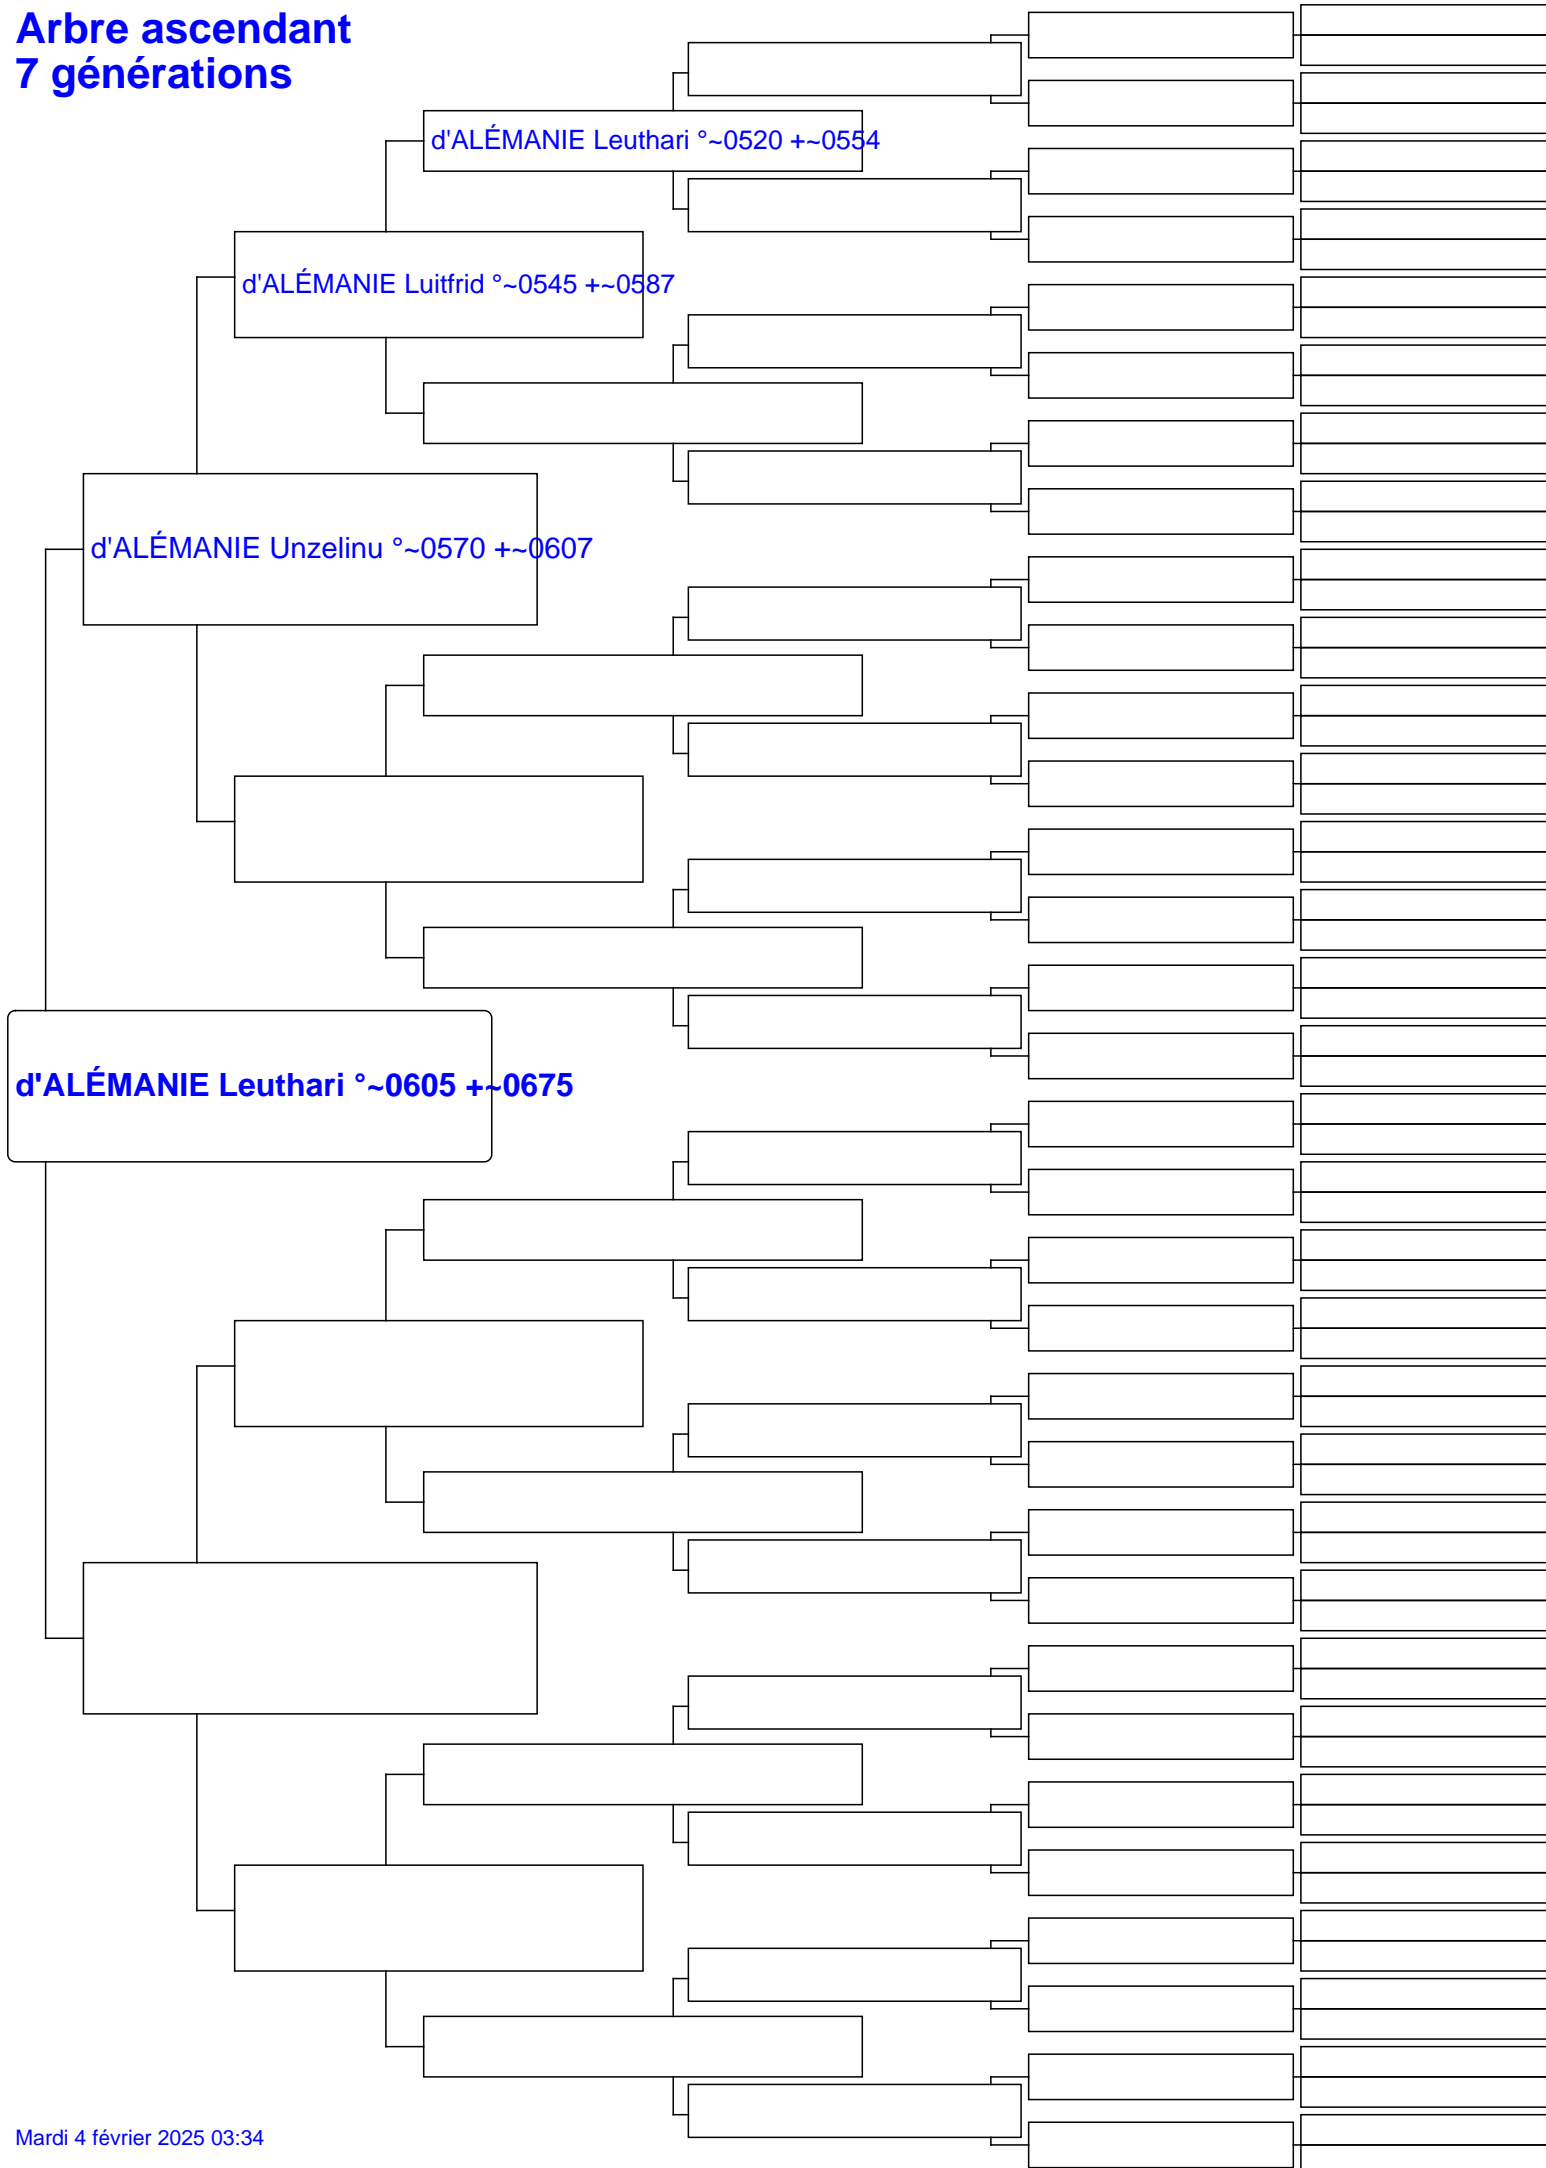 Arbre ascendant
7 générations
d'ALÉMANIE Leuthari °~0520 +~0554
d'ALÉMANIE Luitfrid °~0545 +~0587
d'ALÉMANIE Unzelinu °~0570 +~0607
d'ALÉMANIE Leuthari °~0605 +~0675
Mardi 4 février 2025 03:34